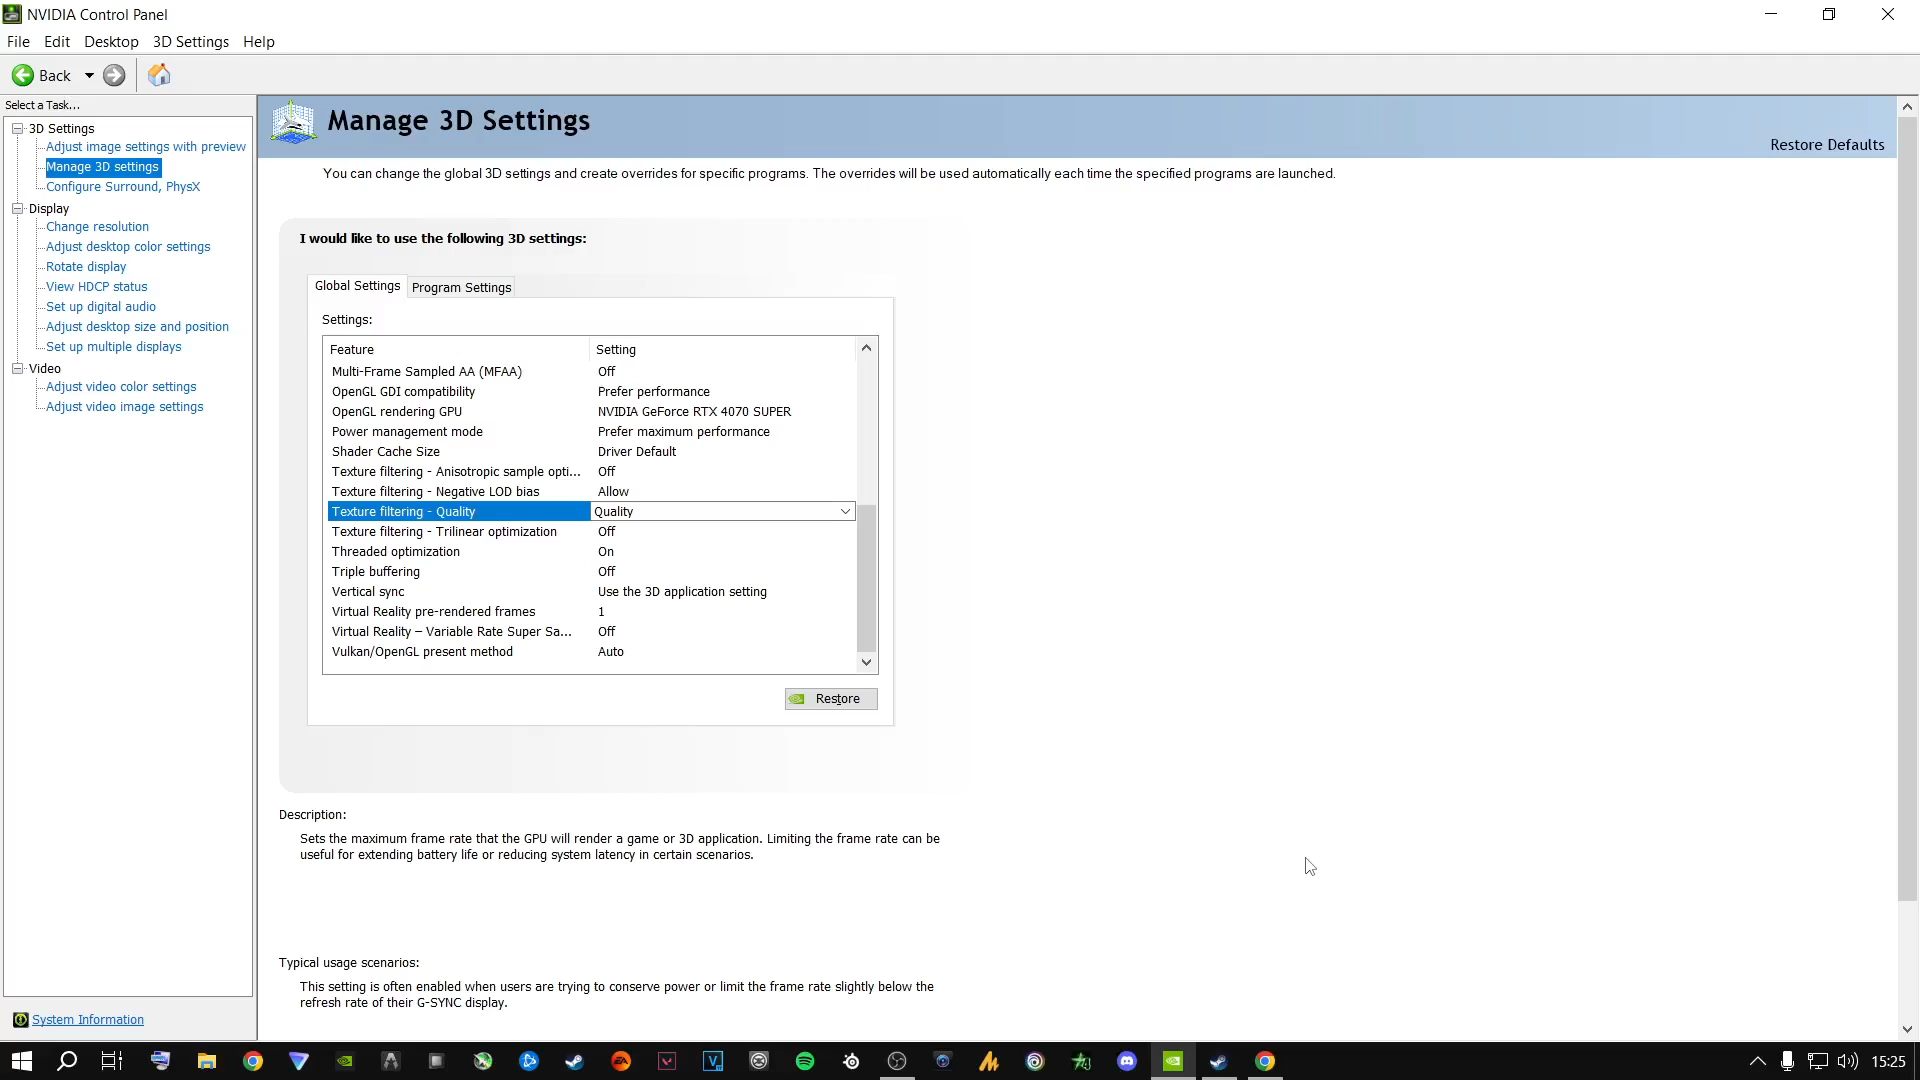 NVIDIA Control Panel
File Edit Desktop 3D Settings Help
Back
Select a Task...
3D Settings
Adjust image settings with preview
Manage 3D settings
Configure Surround, PhysX
Display
Change resolution
Adjust desktop color settings
Rotate display
View HDCP status
Set up digital audio
Adjust desktop size and position
Set up multiple displays
Video
Adjust video color settings
Adjust video image settings
System Information
Manage 3D Settings
Restore Defaults
You can change the global 3D settings and create overrides for specific programs. The overrides will be used automatically each time the specified programs are launched.
I would like to use the following 3D settings:
Global Settings Program Settings
Settings:
Feature Setting
Multi-Frame Sampled AA (MFAA) Off
OpenGL GDI compatibility Prefer performance
OpenGL rendering GPU NVIDIA GeForce RTX 4070 SUPER
Power management mode Prefer maximum performance
Shader Cache Size Driver Default
Texture filtering - Anisotropic sample opti... Off
Texture filtering - Negative LOD bias Allow
Texture filtering - Quality Quality
Texture filtering - Trilinear optimization Off
Threaded optimization On
Triple buffering Off
Vertical sync Use the 3D application setting
Virtual Reality pre-rendered frames 1
Virtual Reality – Variable Rate Super Sa... Off
Vulkan/OpenGL present method Auto
Restore
Description:
Sets the maximum frame rate that the GPU will render a game or 3D application. Limiting the frame rate can be
useful for extending battery life or reducing system latency in certain scenarios.
Typical usage scenarios:
This setting is often enabled when users are trying to conserve power or limit the frame rate slightly below the
refresh rate of their G-SYNC display.
15:25